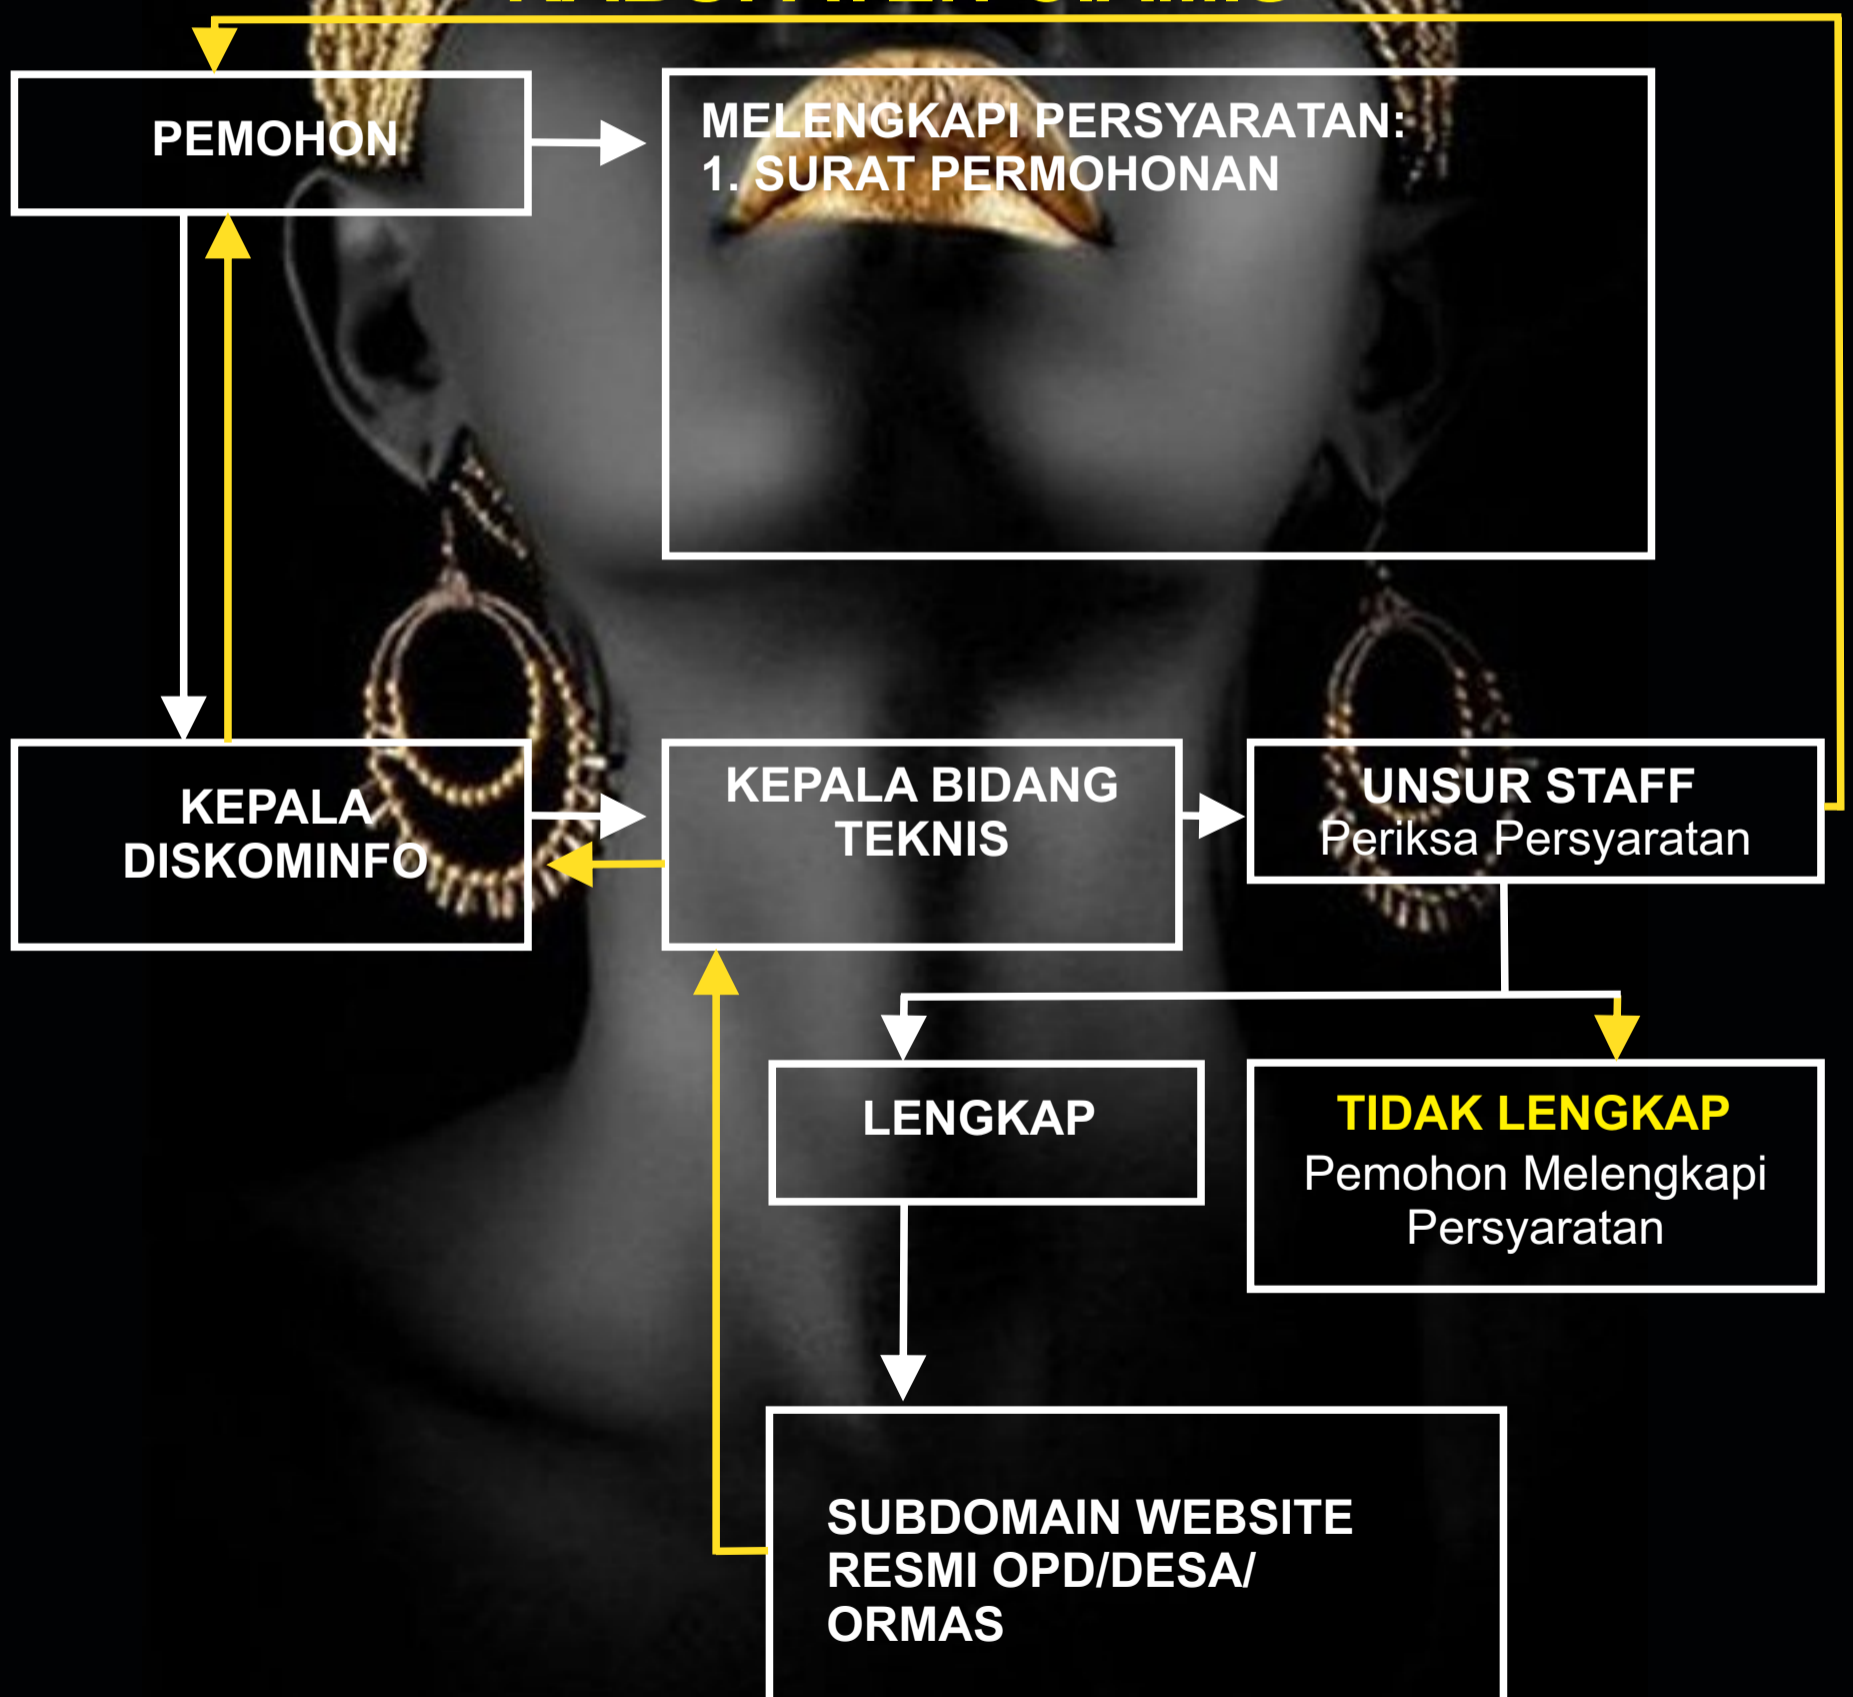 PEMOHON
MELENGKAPI PERSYARATAN:
1. SURAT PERMOHONAN
KEPALA
DISKOMINFO
KEPALA BIDANG
TEKNIS
UNSUR STAFF
Periksa Persyaratan
LENGKAP
TIDAK LENGKAP
Pemohon Melengkapi
Persyaratan
SUBDOMAIN WEBSITE
RESMI OPD/DESA/
ORMAS